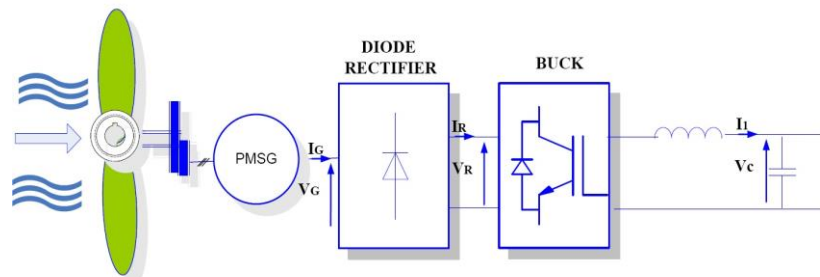 DIODE
RECTIFIER
BUCK
PMSG
IG
VG
IR
VR
I1
Vc